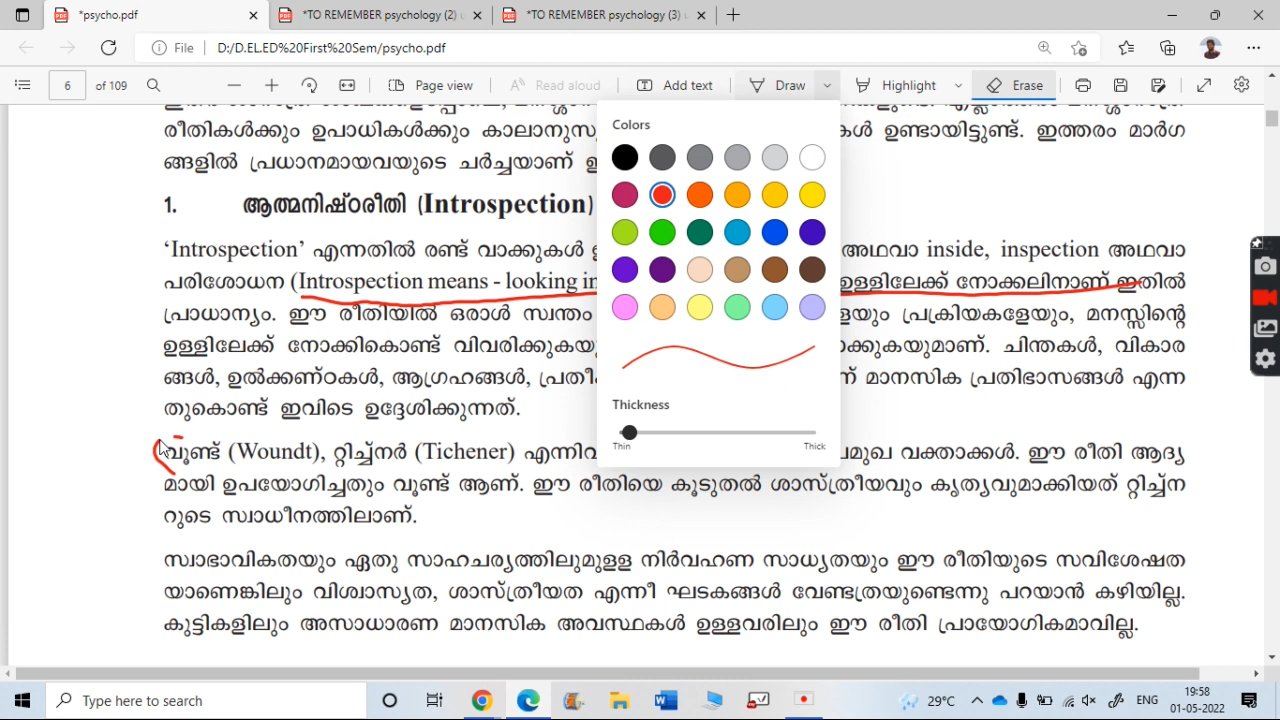 *psycho.pdf
*TO REMEMBER psychology (2)
*TO REMEMBER psychology (3)
File
D:/D.EL.ED%20First%20Sem/psycho.pdf
6 of 109
Page view
Read aloud
Add text
Draw
Highlight
Erase
Colors
രീതികൾക്കും ഉപാധികൾക്കും കാലാനുസൃ കൾ ഉണ്ടായിട്ടുണ്ട്. ഇത്തരം മാർഗ
ങ്ങളിൽ പ്രധാനമായവയുടെ ചർച്ചയാണ്
1. ആത്മനിഷ്ഠരീതി (Introspection)
'Introspection' എന്നതിൽ രണ്ട് വാക്കുകൾ അഥവാ inside, inspection അഥവാ
പരിശോധന (Introspection means - looking in ഉള്ളിലേക്ക് നോക്കലിനാണ് ഇതിൽ
പ്രാധാന്യം. ഈ രീതിയിൽ ഒരാൾ സ്വന്തം ളേയും പ്രക്രിയകളേയും, മനസ്സിന്റെ
ഉള്ളിലേക്ക് നോക്കികൊണ്ട് വിവരിക്കുകയു ക്കുകയുമാണ്. ചിന്തകൾ, വികാര
ങ്ങൾ, ഉൽക്കണ്ഠകൾ, ആഗ്രഹങ്ങൾ, പ്രതീ ന് മാനസിക പ്രതിഭാസങ്ങൾ എന്ന
തുകൊണ്ട് ഇവിടെ ഉദ്ദേശിക്കുന്നത്.
Thickness
Thin Thick
വൂണ്ട് (Woundt), റ്റിച്ച്നർ (Tichener) എന്നിവ പ്രമുഖ വക്താക്കൾ. ഈ രീതി ആദ്യ
മായി ഉപയോഗിച്ചതും വൂണ്ട് ആണ്. ഈ രീതിയെ കൂടുതൽ ശാസ്ത്രീയവും കൃത്യവുമാക്കിയത് റ്റിച്ച്ന
റുടെ സ്വാധീനത്തിലാണ്.
സ്വാഭാവികതയും ഏതു സാഹചര്യത്തിലുമുളള നിർവഹണ സാധ്യതയും ഈ രീതിയുടെ സവിശേഷത
യാണെങ്കിലും വിശ്വാസ്യത, ശാസ്ത്രീയത എന്നീ ഘടകങ്ങൾ വേണ്ടത്രയുണ്ടെന്നു പറയാൻ കഴിയില്ല.
കുട്ടികളിലും അസാധാരണ മാനസിക അവസ്ഥകൾ ഉള്ളവരിലും ഈ രീതി പ്രായോഗികമാവില്ല.
Type here to search
29°C
ENG
19:58
01-05-2022